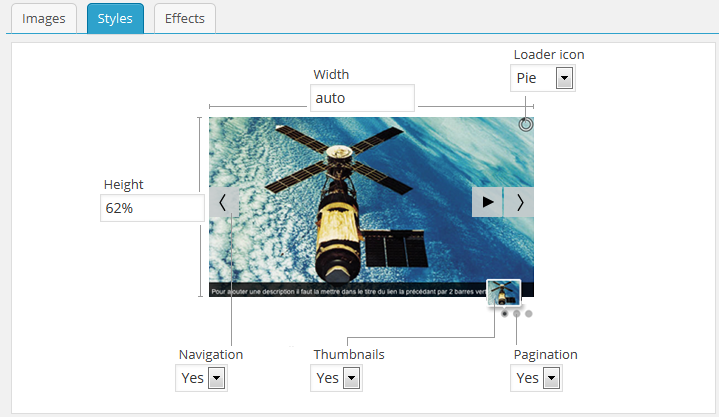 Images Styles Effects
Loader icon
Pie
Width
auto
Height
62%
Pour ajouter une description il faut la mettre dans le titre du lien la précédant par 2 barres vert
Navigation Thumbnails Pagination
Yes Yes Yes